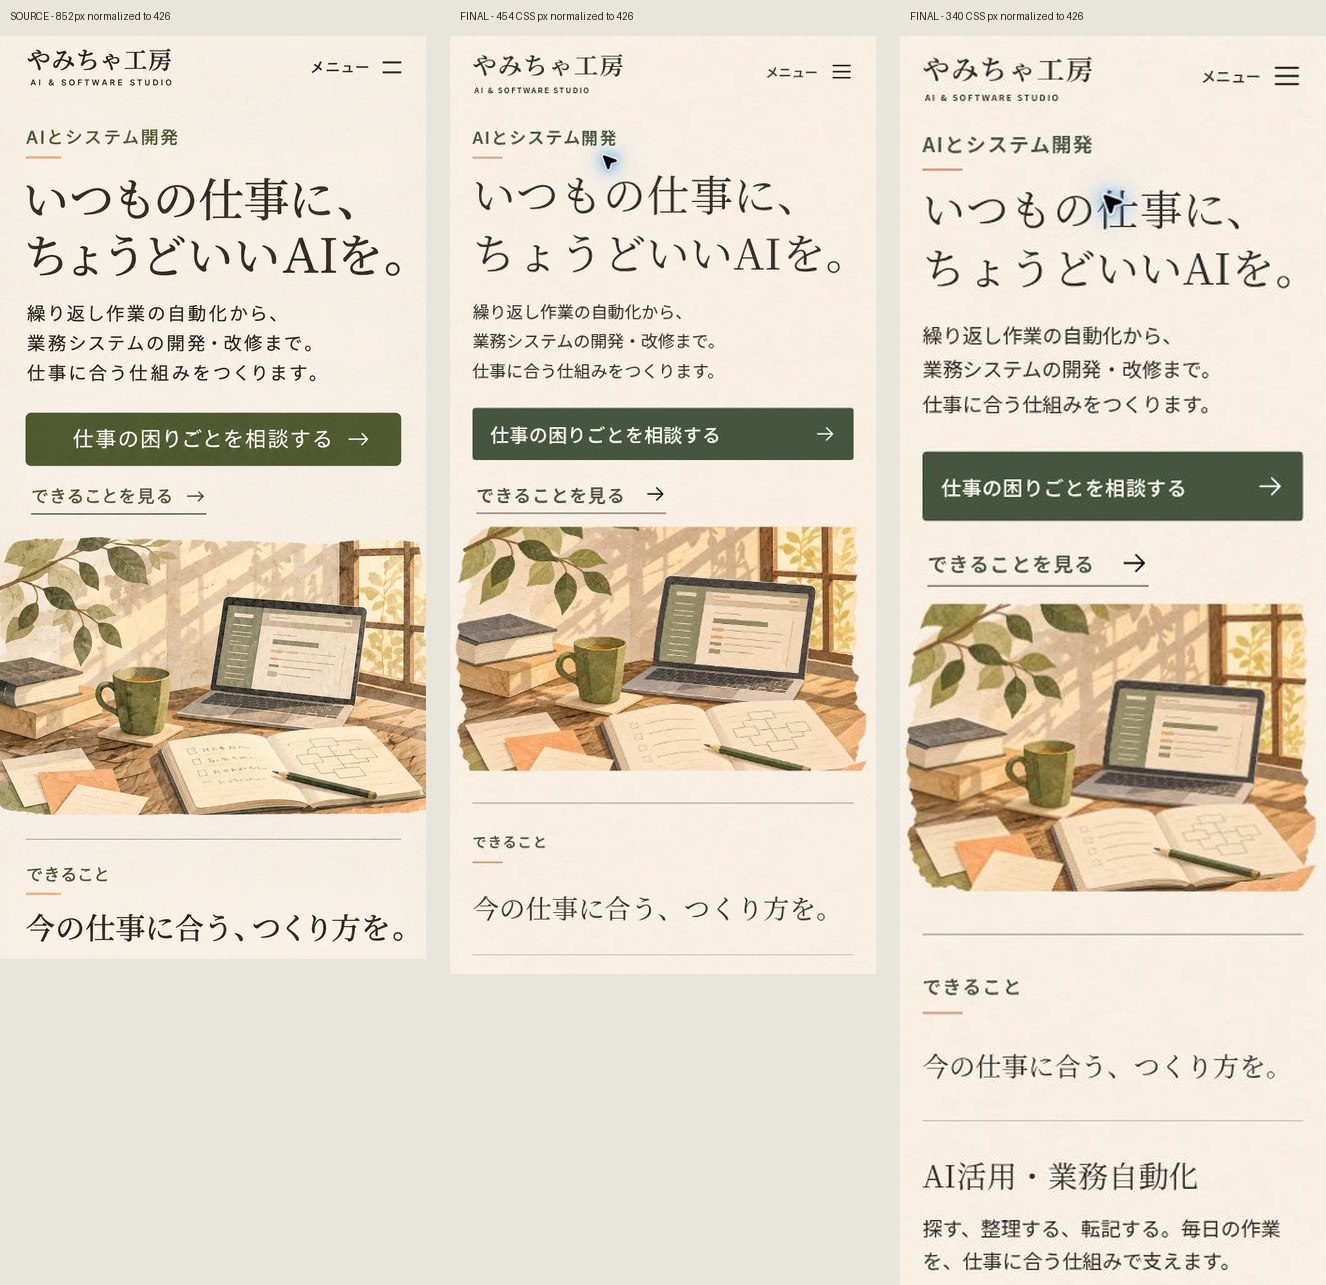 SOURCE - 852px normalized to 426
やみちゃ工房
AI & SOFTWARE STUDIO
メニュー
AIとシステム開発
いつもの仕事に、
ちょうどいいAIを。
繰り返し作業の自動化から、
業務システムの開発・改修まで。
仕事に合う仕組みをつくります。
仕事の困りごとを相談する →
できることを見る →
できること
今の仕事に合う、つくり方を。
FINAL - 454 CSS px normalized to 426
やみちゃ工房
AI & SOFTWARE STUDIO
メニュー
AIとシステム開発
いつもの仕事に、
ちょうどいいAIを。
繰り返し作業の自動化から、
業務システムの開発・改修まで。
仕事に合う仕組みをつくります。
仕事の困りごとを相談する →
できることを見る →
できること
今の仕事に合う、つくり方を。
FINAL - 340 CSS px normalized to 426
やみちゃ工房
AI & SOFTWARE STUDIO
メニュー
AIとシステム開発
いつもの仕事に、
ちょうどいいAIを。
繰り返し作業の自動化から、
業務システムの開発・改修まで。
仕事に合う仕組みをつくります。
仕事の困りごとを相談する →
できることを見る →
できること
今の仕事に合う、つくり方を。
AI活用・業務自動化
探す、整理する、転記する。毎日の作業
を、仕事に合う仕組みで支えます。